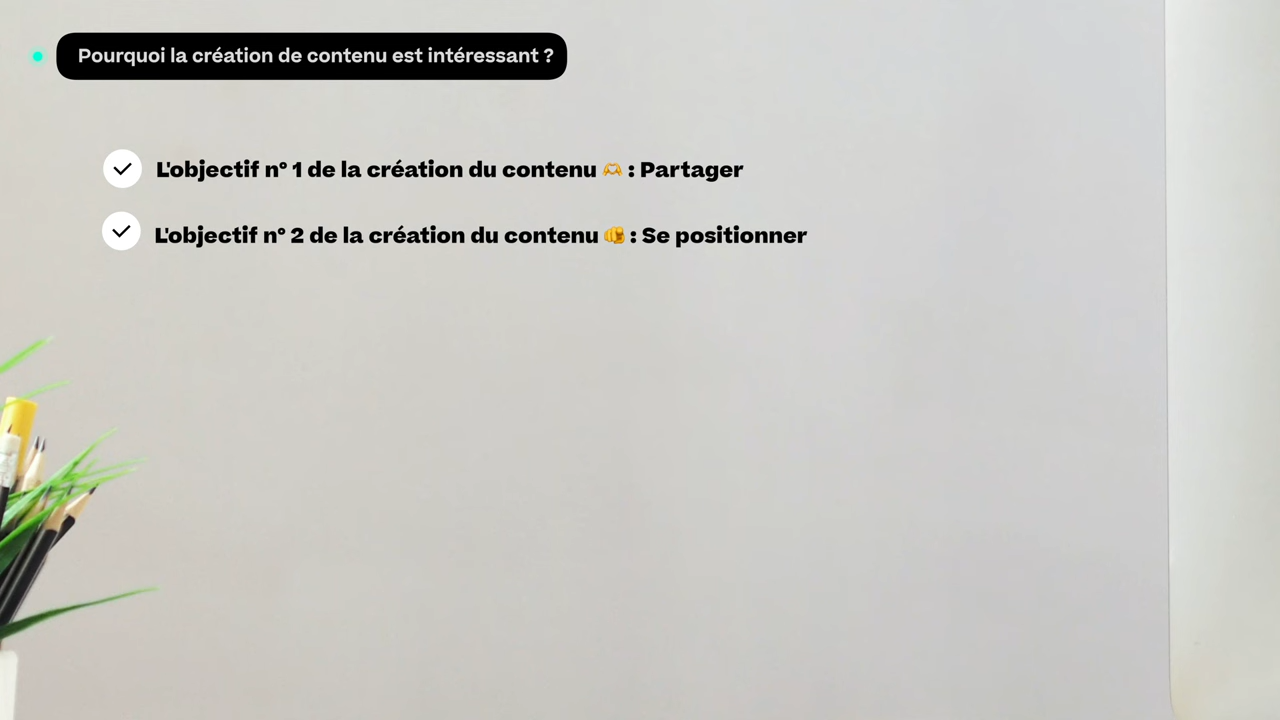 Pourquoi la création de contenu est intéressant ?
L'objectif n° 1 de la création du contenu 🫶 : Partager
L'objectif n° 2 de la création du contenu 🫵 : Se positionner